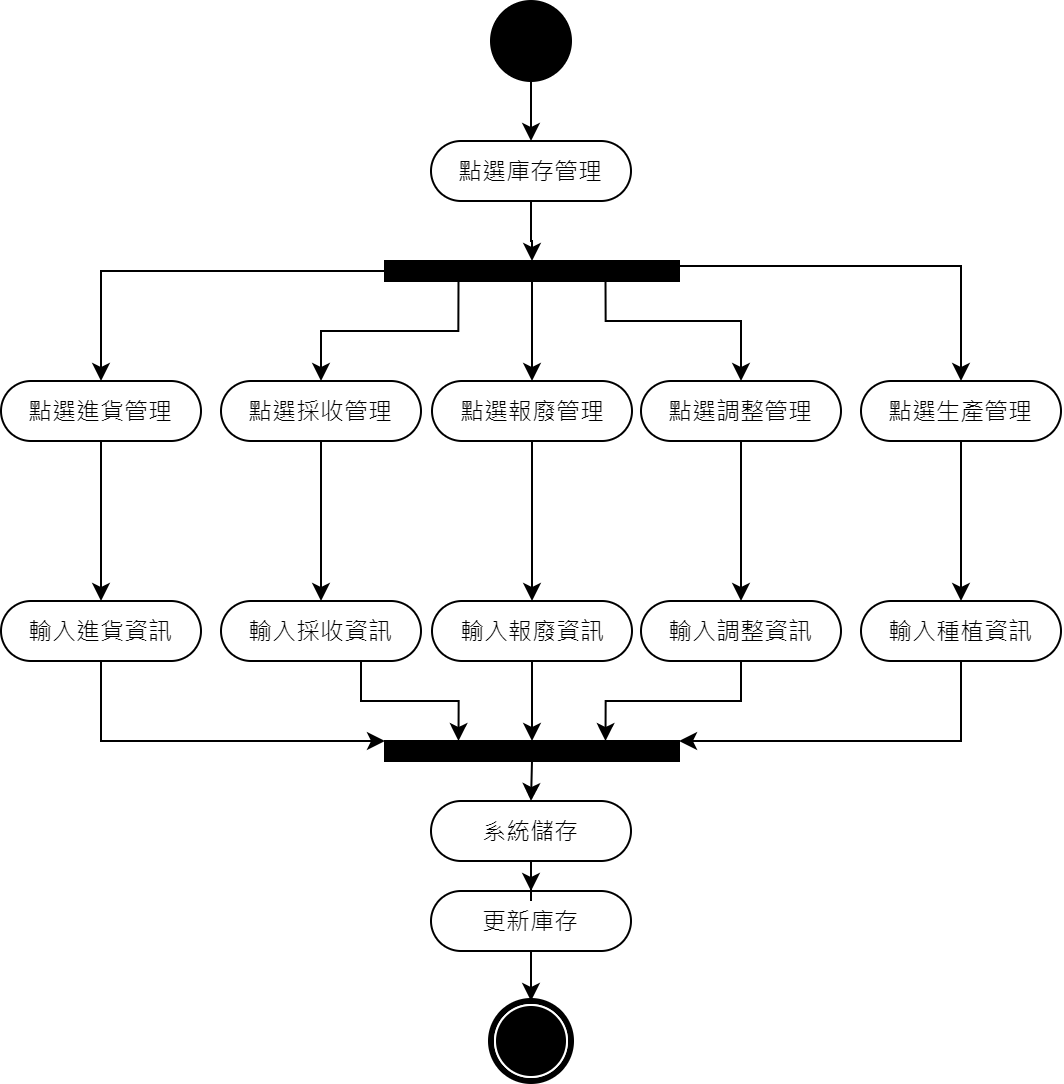 點選庫存管理
點選進貨管理
點選採收管理
點選報廢管理
點選調整管理
點選生產管理
輸入進貨資訊
輸入採收資訊
輸入報廢資訊
輸入調整資訊
輸入種植資訊
系統儲存
更新庫存